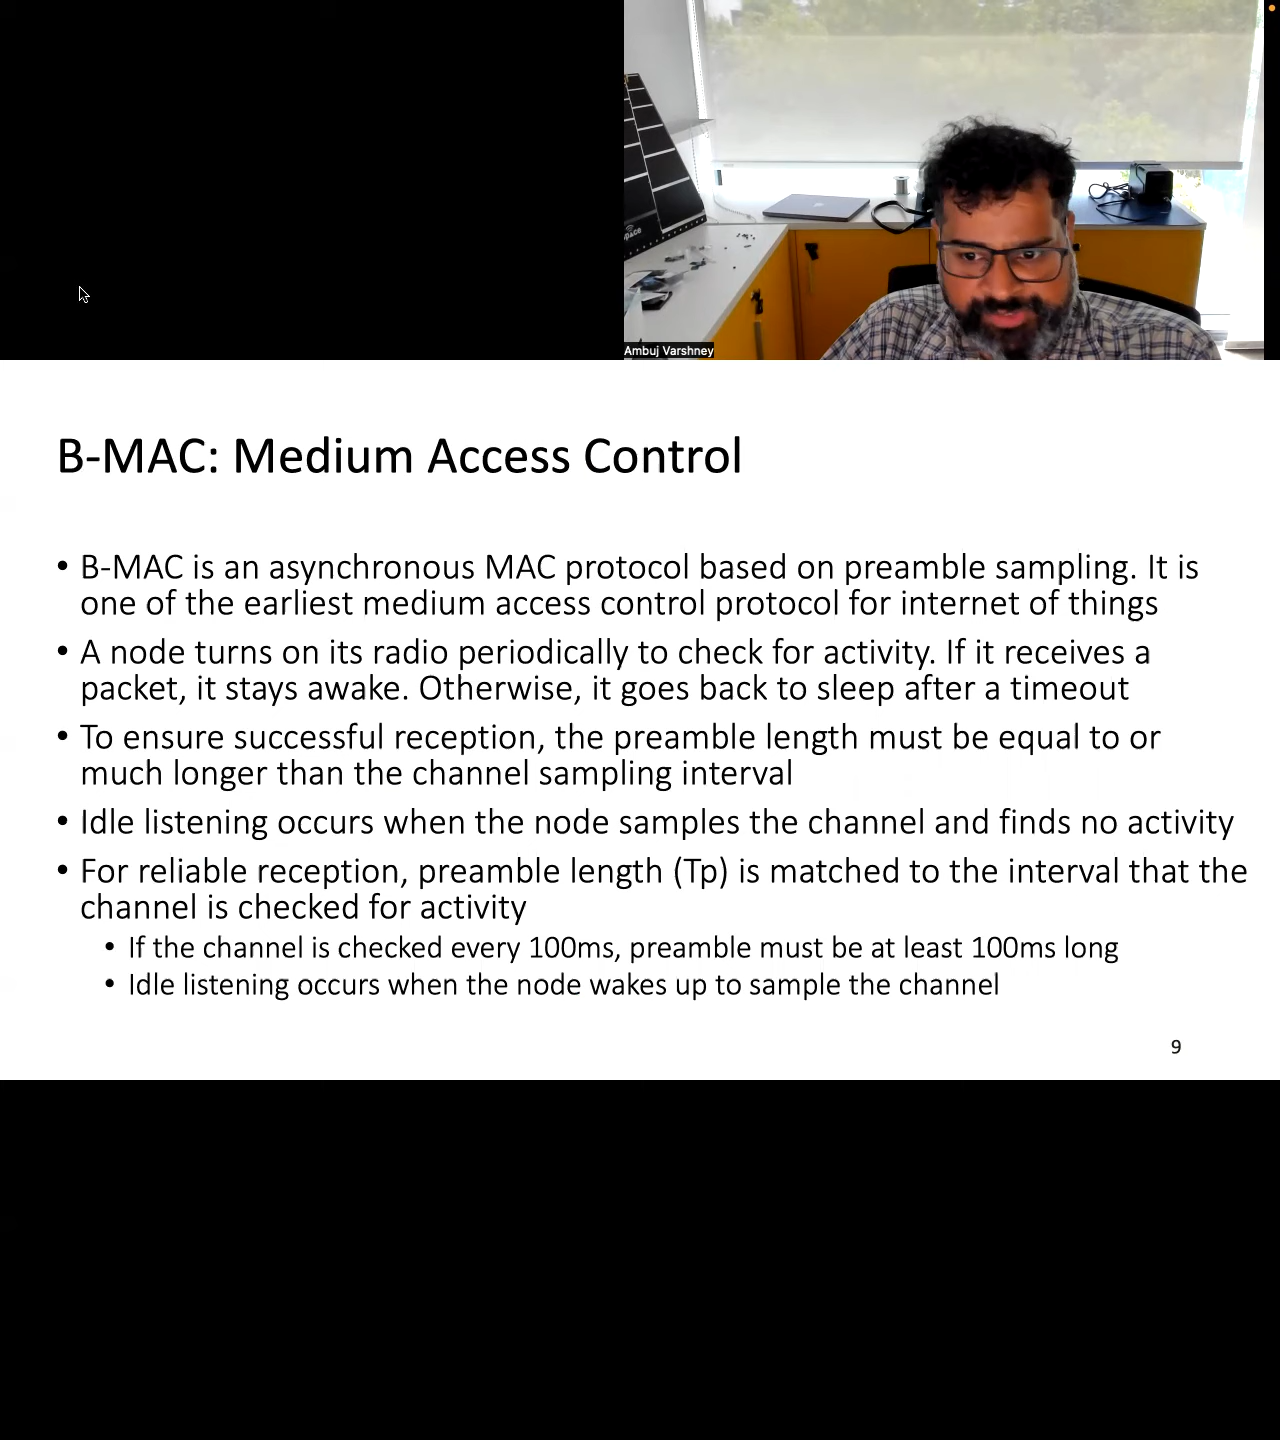 Ambuj Varshney
B-MAC: Medium Access Control
• B-MAC is an asynchronous MAC protocol based on preamble sampling. It is
one of the earliest medium access control protocol for internet of things
• A node turns on its radio periodically to check for activity. If it receives a
packet, it stays awake. Otherwise, it goes back to sleep after a timeout
• To ensure successful reception, the preamble length must be equal to or
much longer than the channel sampling interval
• Idle listening occurs when the node samples the channel and finds no activity
• For reliable reception, preamble length (Tp) is matched to the interval that the
channel is checked for activity
• If the channel is checked every 100ms, preamble must be at least 100ms long
• Idle listening occurs when the node wakes up to sample the channel
9